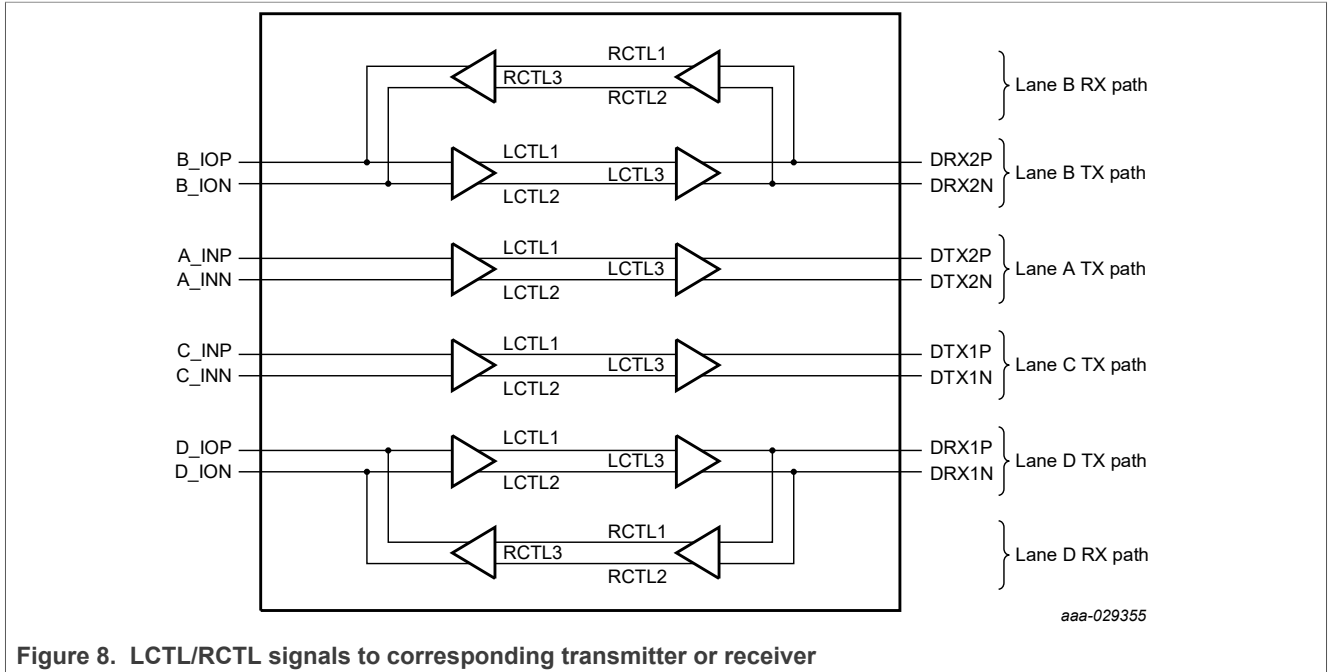 RCTL1
RCTL3
RCTL2
Lane B RX path
B_IOP
B_ION
LCTL1
LCTL3
LCTL2
DRX2P
DRX2N
Lane B TX path
A_INP
A_INN
LCTL1
LCTL3
LCTL2
DTX2P
DTX2N
Lane A TX path
C_INP
C_INN
LCTL1
LCTL3
LCTL2
DTX1P
DTX1N
Lane C TX path
D_IOP
D_ION
LCTL1
LCTL3
LCTL2
DRX1P
DRX1N
Lane D TX path
RCTL1
RCTL3
RCTL2
Lane D RX path
aaa-029355
Figure 8. LCTL/RCTL signals to corresponding transmitter or receiver